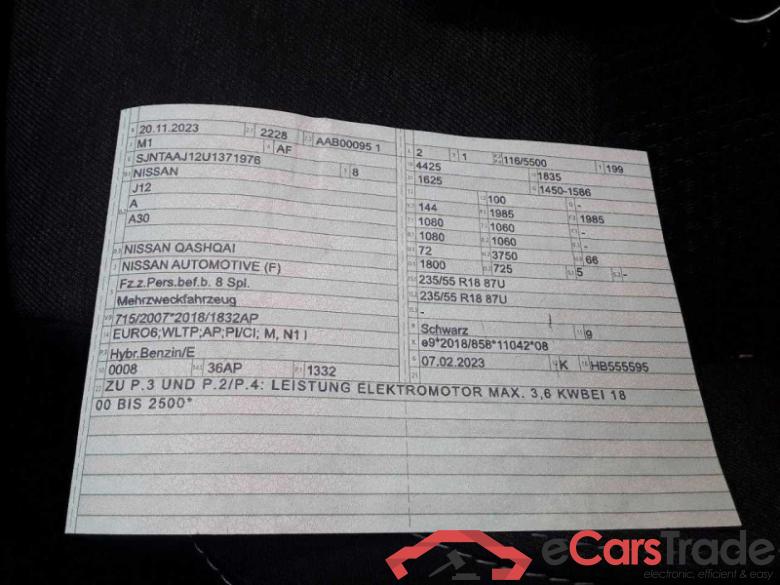 20.11.2023 2228 AAB00095 1
M1 AF
SJNTAAJ12U1371976
NISSAN 8
J12
A
A30
NISSAN QASHQAI
NISSAN AUTOMOTIVE (F)
Fz.z.Pers.bef.b. 8 Spl.
Mehrzweckfahrzeug
715/2007*2018/1832AP
EURO6;WLTP;AP;PI/CI; M, N1 I
Hybr.Benzin/E
0008 36AP 1332
2 1 116/5500 199
4425 1835
1625 1450-1586
100 -
144 1985 1985
1080 1060 -
1080 1060 -
72 3750 66
1800 725 5 -
235/55 R18 87U
235/55 R18 87U
-
Schwarz 9
e9*2018/858*11042*08
07.02.2023 K HB555595
ZU P.3 UND P.2/P.4: LEISTUNG ELEKTROMOTOR MAX. 3,6 KWBEI 18
00 BIS 2500*
eCarsTrade
electronic, efficient & easy